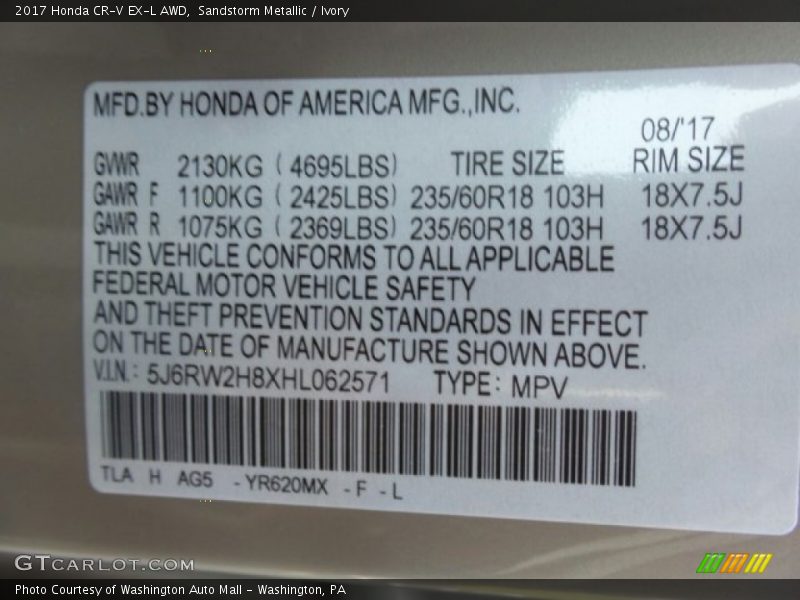 2017 Honda CR-V EX-L AWD, Sandstorm Metallic / Ivory
MFD.BY HONDA OF AMERICA MFG.,INC.
08/'17
GVWR 2130KG ( 4695LBS) TIRE SIZE RIM SIZE
GAWR F 1100KG ( 2425LBS) 235/60R18 103H 18X7.5J
GAWR R 1075KG ( 2369LBS) 235/60R18 103H 18X7.5J
THIS VEHICLE CONFORMS TO ALL APPLICABLE
FEDERAL MOTOR VEHICLE SAFETY
AND THEFT PREVENTION STANDARDS IN EFFECT
ON THE DATE OF MANUFACTURE SHOWN ABOVE.
V.I.N.: 5J6RW2H8XHL062571 TYPE: MPV
TLA H AG5 -YR620MX -F -L
GTCARLOT.COM
Photo Courtesy of Washington Auto Mall - Washington, PA